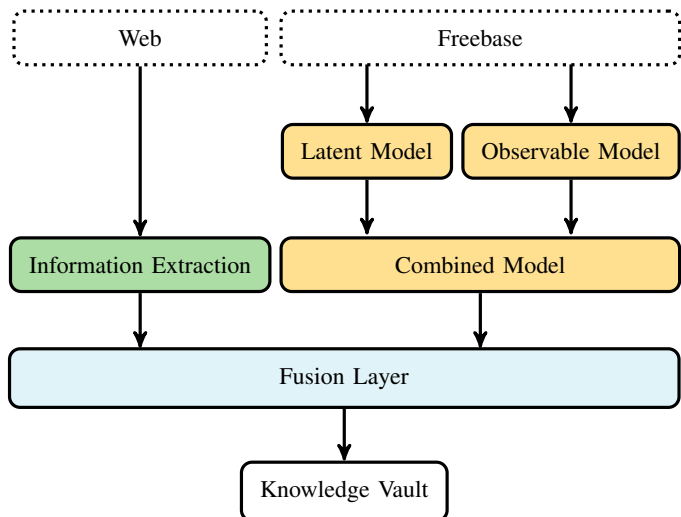 Web
Freebase
Latent Model
Observable Model
Information Extraction
Combined Model
Fusion Layer
Knowledge Vault